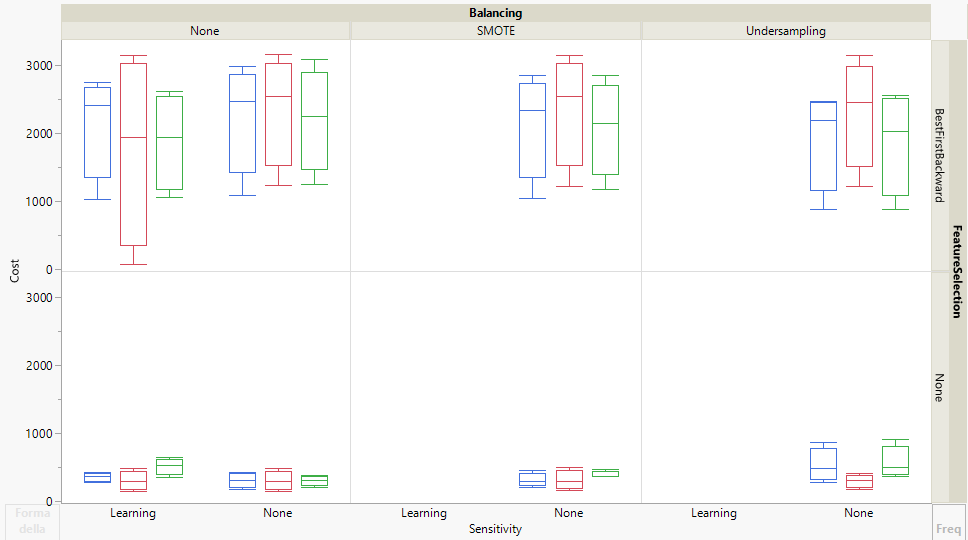 Balancing
None SMOTE Undersampling
3000
2000
1000
0
BestFirstBackward
3000
2000
1000
0
None
Cost
FeatureSelection
Learning None Learning None Learning None
Sensitivity
Forma
della
Freq